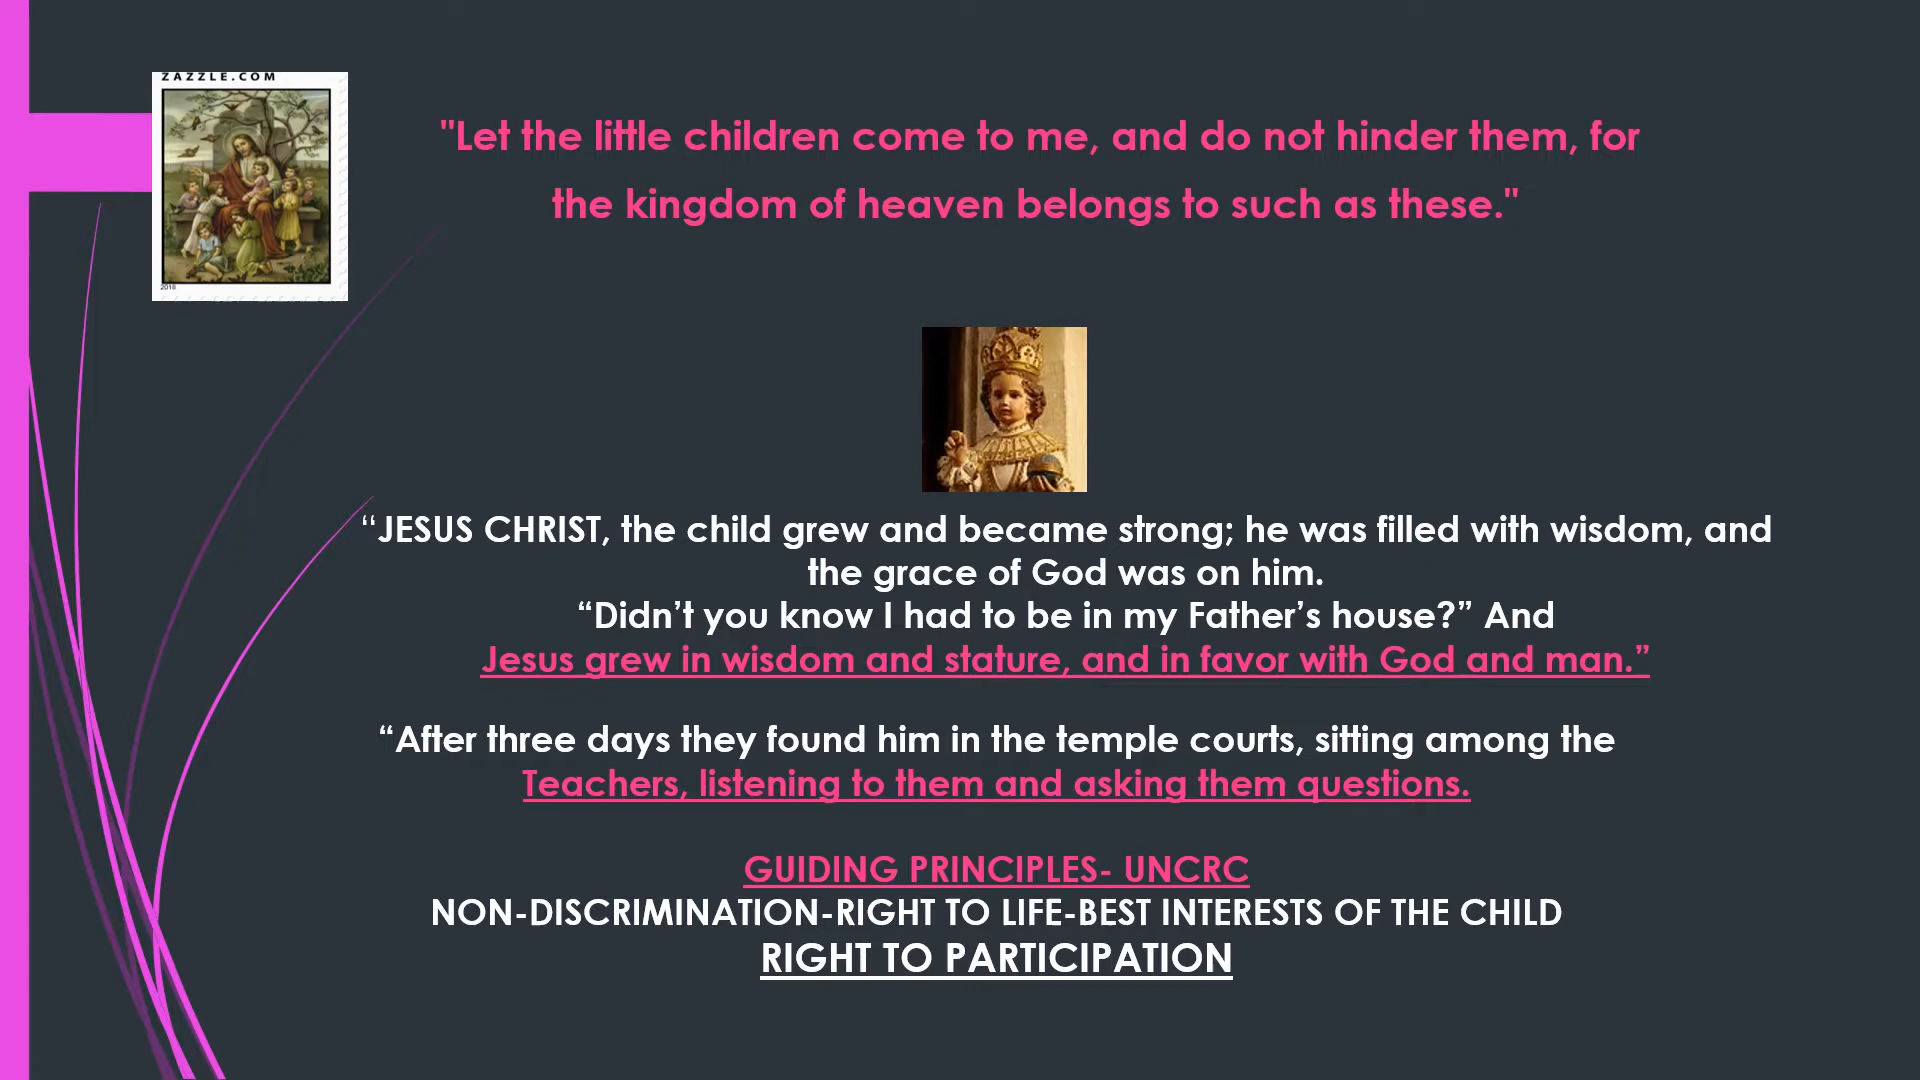 ZAZZLE.COM
2018
"Let the little children come to me, and do not hinder them, for
the kingdom of heaven belongs to such as these."
“JESUS CHRIST, the child grew and became strong; he was filled with wisdom, and
the grace of God was on him.
“Didn’t you know I had to be in my Father’s house?” And
Jesus grew in wisdom and stature, and in favor with God and man.”
“After three days they found him in the temple courts, sitting among the
Teachers, listening to them and asking them questions.
GUIDING PRINCIPLES- UNCRC
NON-DISCRIMINATION-RIGHT TO LIFE-BEST INTERESTS OF THE CHILD
RIGHT TO PARTICIPATION